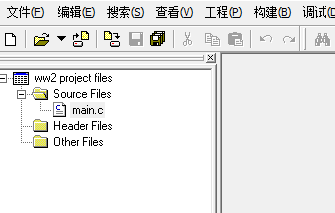 文件(F) 编辑(E) 搜索(S) 查看(V) 工程(P) 构建(B) 调试(
ww2 project files
Source Files
main.c
Header Files
Other Files